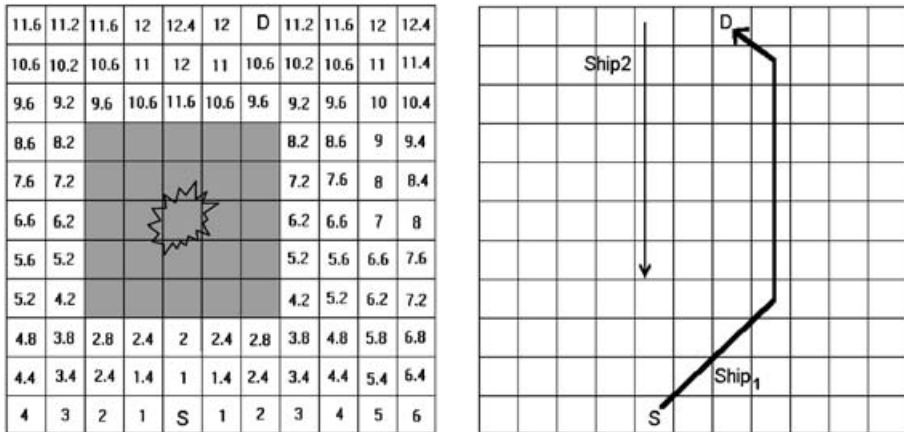 11.6 11.2 11.6 12 12.4 12 D 11.2 11.6 12 12.4
10.6 10.2 10.6 11 12 11 10.6 10.2 10.6 11 11.4
9.6 9.2 9.6 10.6 11.6 10.6 9.6 9.2 9.6 10 10.4
8.6 8.2 8.2 8.6 9 9.4
7.6 7.2 7.2 7.6 8 8.4
6.6 6.2 6.2 6.6 7 8
5.6 5.2 5.2 5.6 6.6 7.6
5.2 4.2 4.2 5.2 6.2 7.2
4.8 3.8 2.8 2.4 2 2.4 2.8 3.8 4.8 5.8 6.8
4.4 3.4 2.4 1.4 1 1.4 2.4 3.4 4.4 5.4 6.4
4 3 2 1 S 1 2 3 4 5 6
D
Ship2
Ship1
S